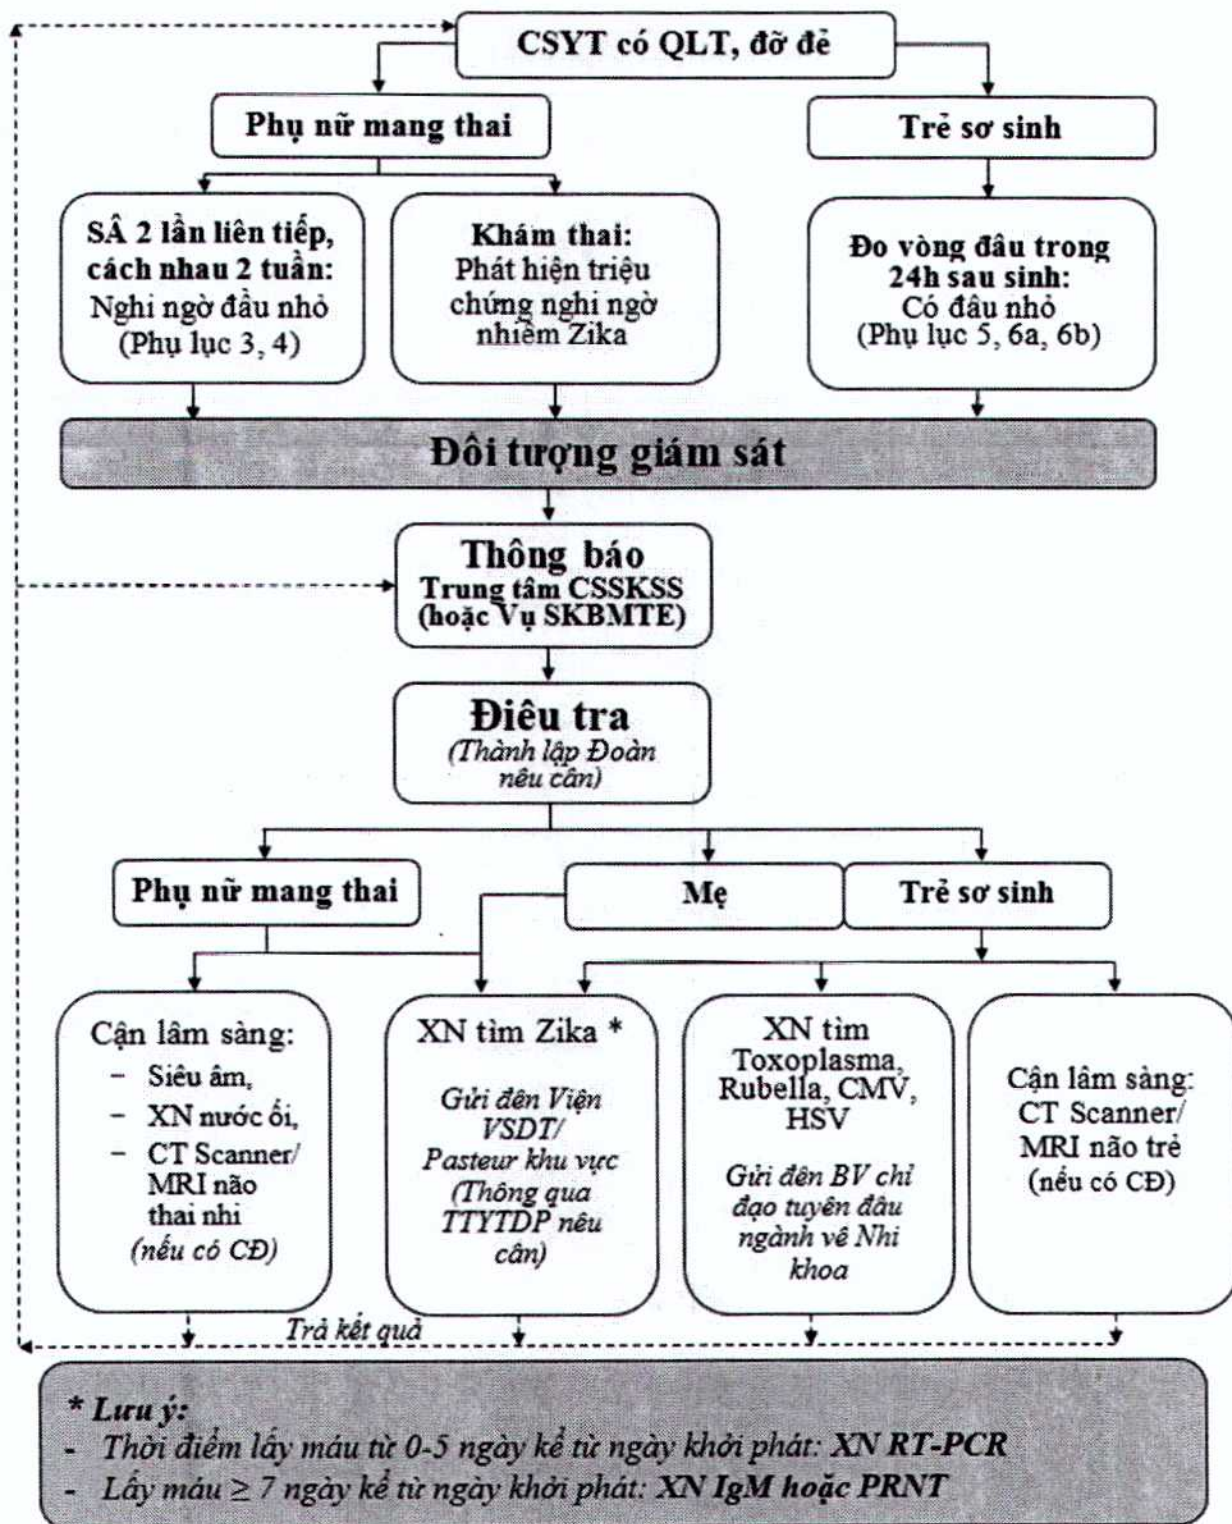 CSYT có QLT, đỡ đẻ
Phụ nữ mang thai
Trẻ sơ sinh
SÂ 2 lần liên tiếp,
cách nhau 2 tuần:
Nghi ngờ đầu nhỏ
(Phụ lục 3, 4)
Khám thai:
Phát hiện triệu
chứng nghi ngờ
nhiễm Zika
Đo vòng đầu trong
24h sau sinh:
Có đầu nhỏ
(Phụ lục 5, 6a, 6b)
Đối tượng giám sát
Thông báo
Trung tâm CSSKSS
(hoặc Vụ SKBMTE)
Điều tra
(Thành lập Đoàn
nếu cần)
Phụ nữ mang thai
Mẹ
Trẻ sơ sinh
Cận lâm sàng:
- Siêu âm,
- XN nước ối,
- CT Scanner/
MRI não
thai nhi
(nếu có CĐ)
XN tìm Zika *
Gửi đến Viện
VSDT/
Pasteur khu vực
(Thông qua
TTYTDP nếu
cần)
XN tìm
Toxoplasma,
Rubella, CMV,
HSV
Gửi đến BV chỉ
đạo tuyến đầu
ngành về Nhi
khoa
Cận lâm sàng:
CT Scanner/
MRI não trẻ
(nếu có CĐ)
Trả kết quả
* Lưu ý:
- Thời điểm lấy máu từ 0-5 ngày kể từ ngày khởi phát: XN RT-PCR
- Lấy máu ≥ 7 ngày kể từ ngày khởi phát: XN IgM hoặc PRNT